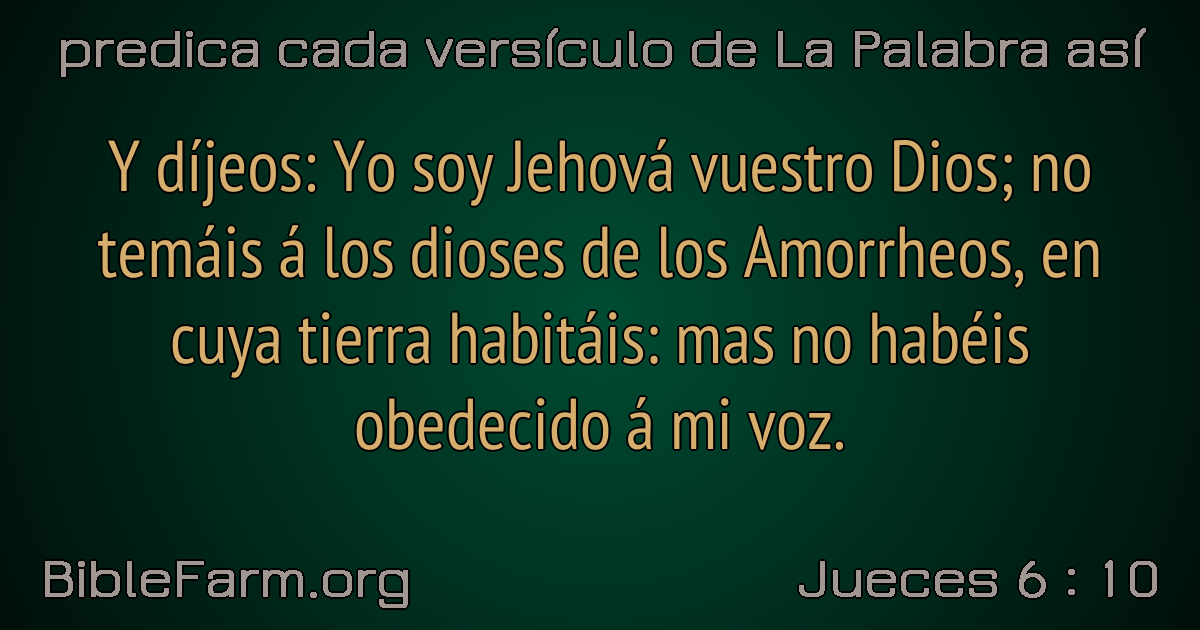 predica cada versículo de La Palabra así
Y díjeos: Yo soy Jehová vuestro Dios; no
temáis á los dioses de los Amorrheos, en
cuya tierra habitáis: mas no habéis
obedecido á mi voz.
BibleFarm.org
Jueces 6 : 10